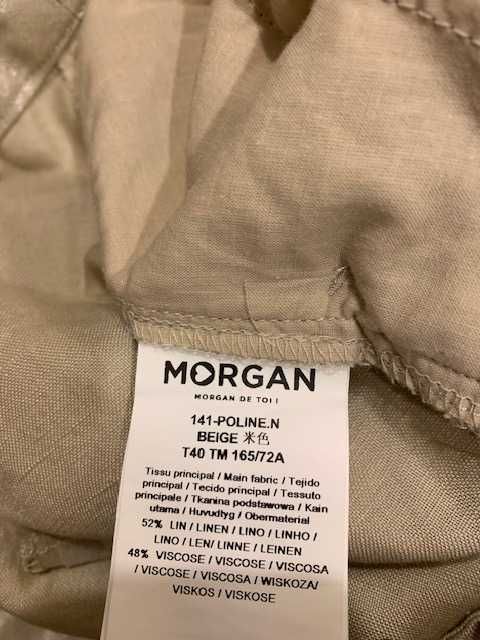 MORGAN
MORGAN DE TOI !
141-POLINE.N
BEIGE 米色
T40 TM 165/72A
Tissu principal / Main fabric / Tejido
principal / Tecido principal / Tessuto
principale / Tkanina podstawowa / Kain
utama / Huvudtyg / Obermaterial
52% LIN / LINEN / LINO / LINHO /
LINO / LEN/ LINNE / LEINEN
48% VISCOSE / VISCOSE / VISCOSA
/ VISCOSE / VISCOSA / WISKOZA/
VISKOS / VISKOSE